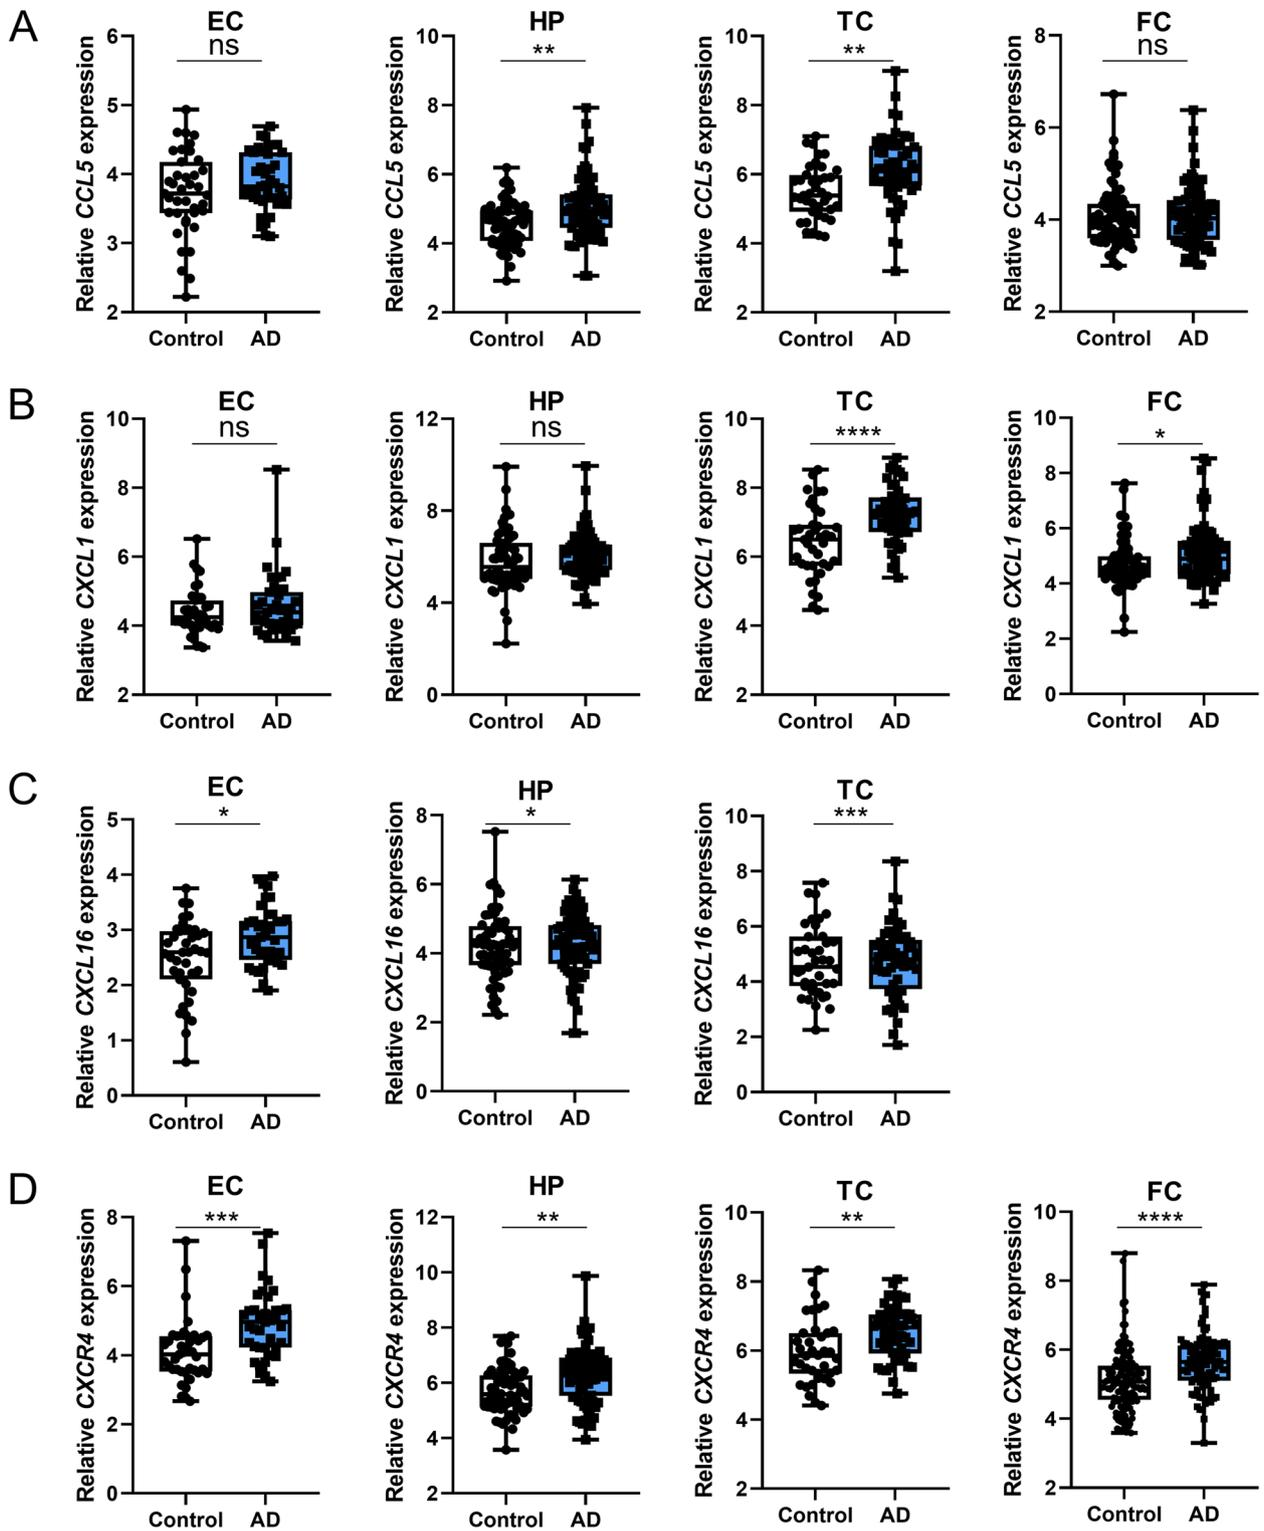 A
EC
HP
TC
FC
ns
**
**
ns
Relative CCL5 expression
6
5
4
3
2
Control AD
Relative CCL5 expression
10
8
6
4
2
Control AD
Relative CCL5 expression
10
8
6
4
2
Control AD
Relative CCL5 expression
8
6
4
2
Control AD
B
EC
HP
TC
FC
ns
ns
****
*
Relative CXCL1 expression
10
8
6
4
2
Control AD
Relative CXCL1 expression
12
8
4
0
Control AD
Relative CXCL1 expression
10
8
6
4
2
Control AD
Relative CXCL1 expression
10
8
6
4
2
0
Control AD
C
EC
HP
TC
*
*
***
Relative CXCL16 expression
5
4
3
2
1
0
Control AD
Relative CXCL16 expression
8
6
4
2
0
Control AD
Relative CXCL16 expression
10
8
6
4
2
0
Control AD
D
EC
HP
TC
FC
***
**
**
****
Relative CXCR4 expression
8
6
4
2
0
Control AD
Relative CXCR4 expression
12
10
8
6
4
2
Control AD
Relative CXCR4 expression
10
8
6
4
2
Control AD
Relative CXCR4 expression
10
8
6
4
2
Control AD